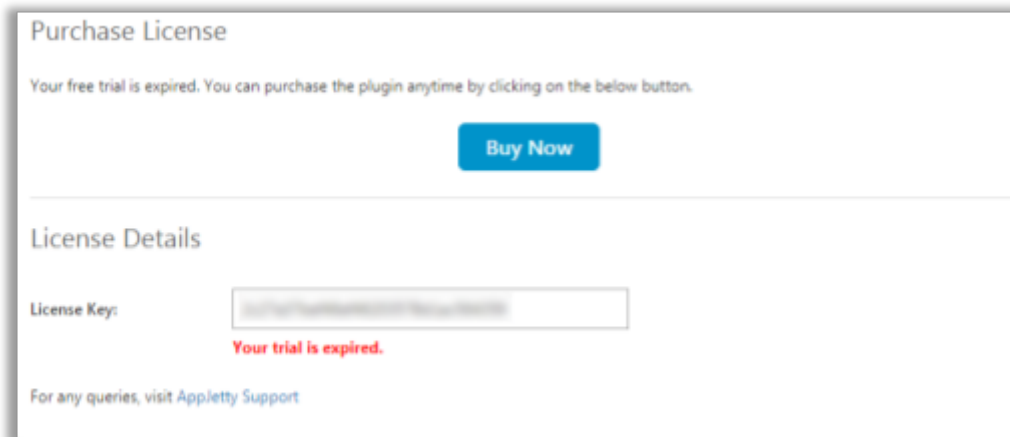 Purchase License
Your free trial is expired. You can purchase the plugin anytime by clicking on the below button.
Buy Now
License Details
License Key:
Your trial is expired.
For any queries, visit AppJetty Support